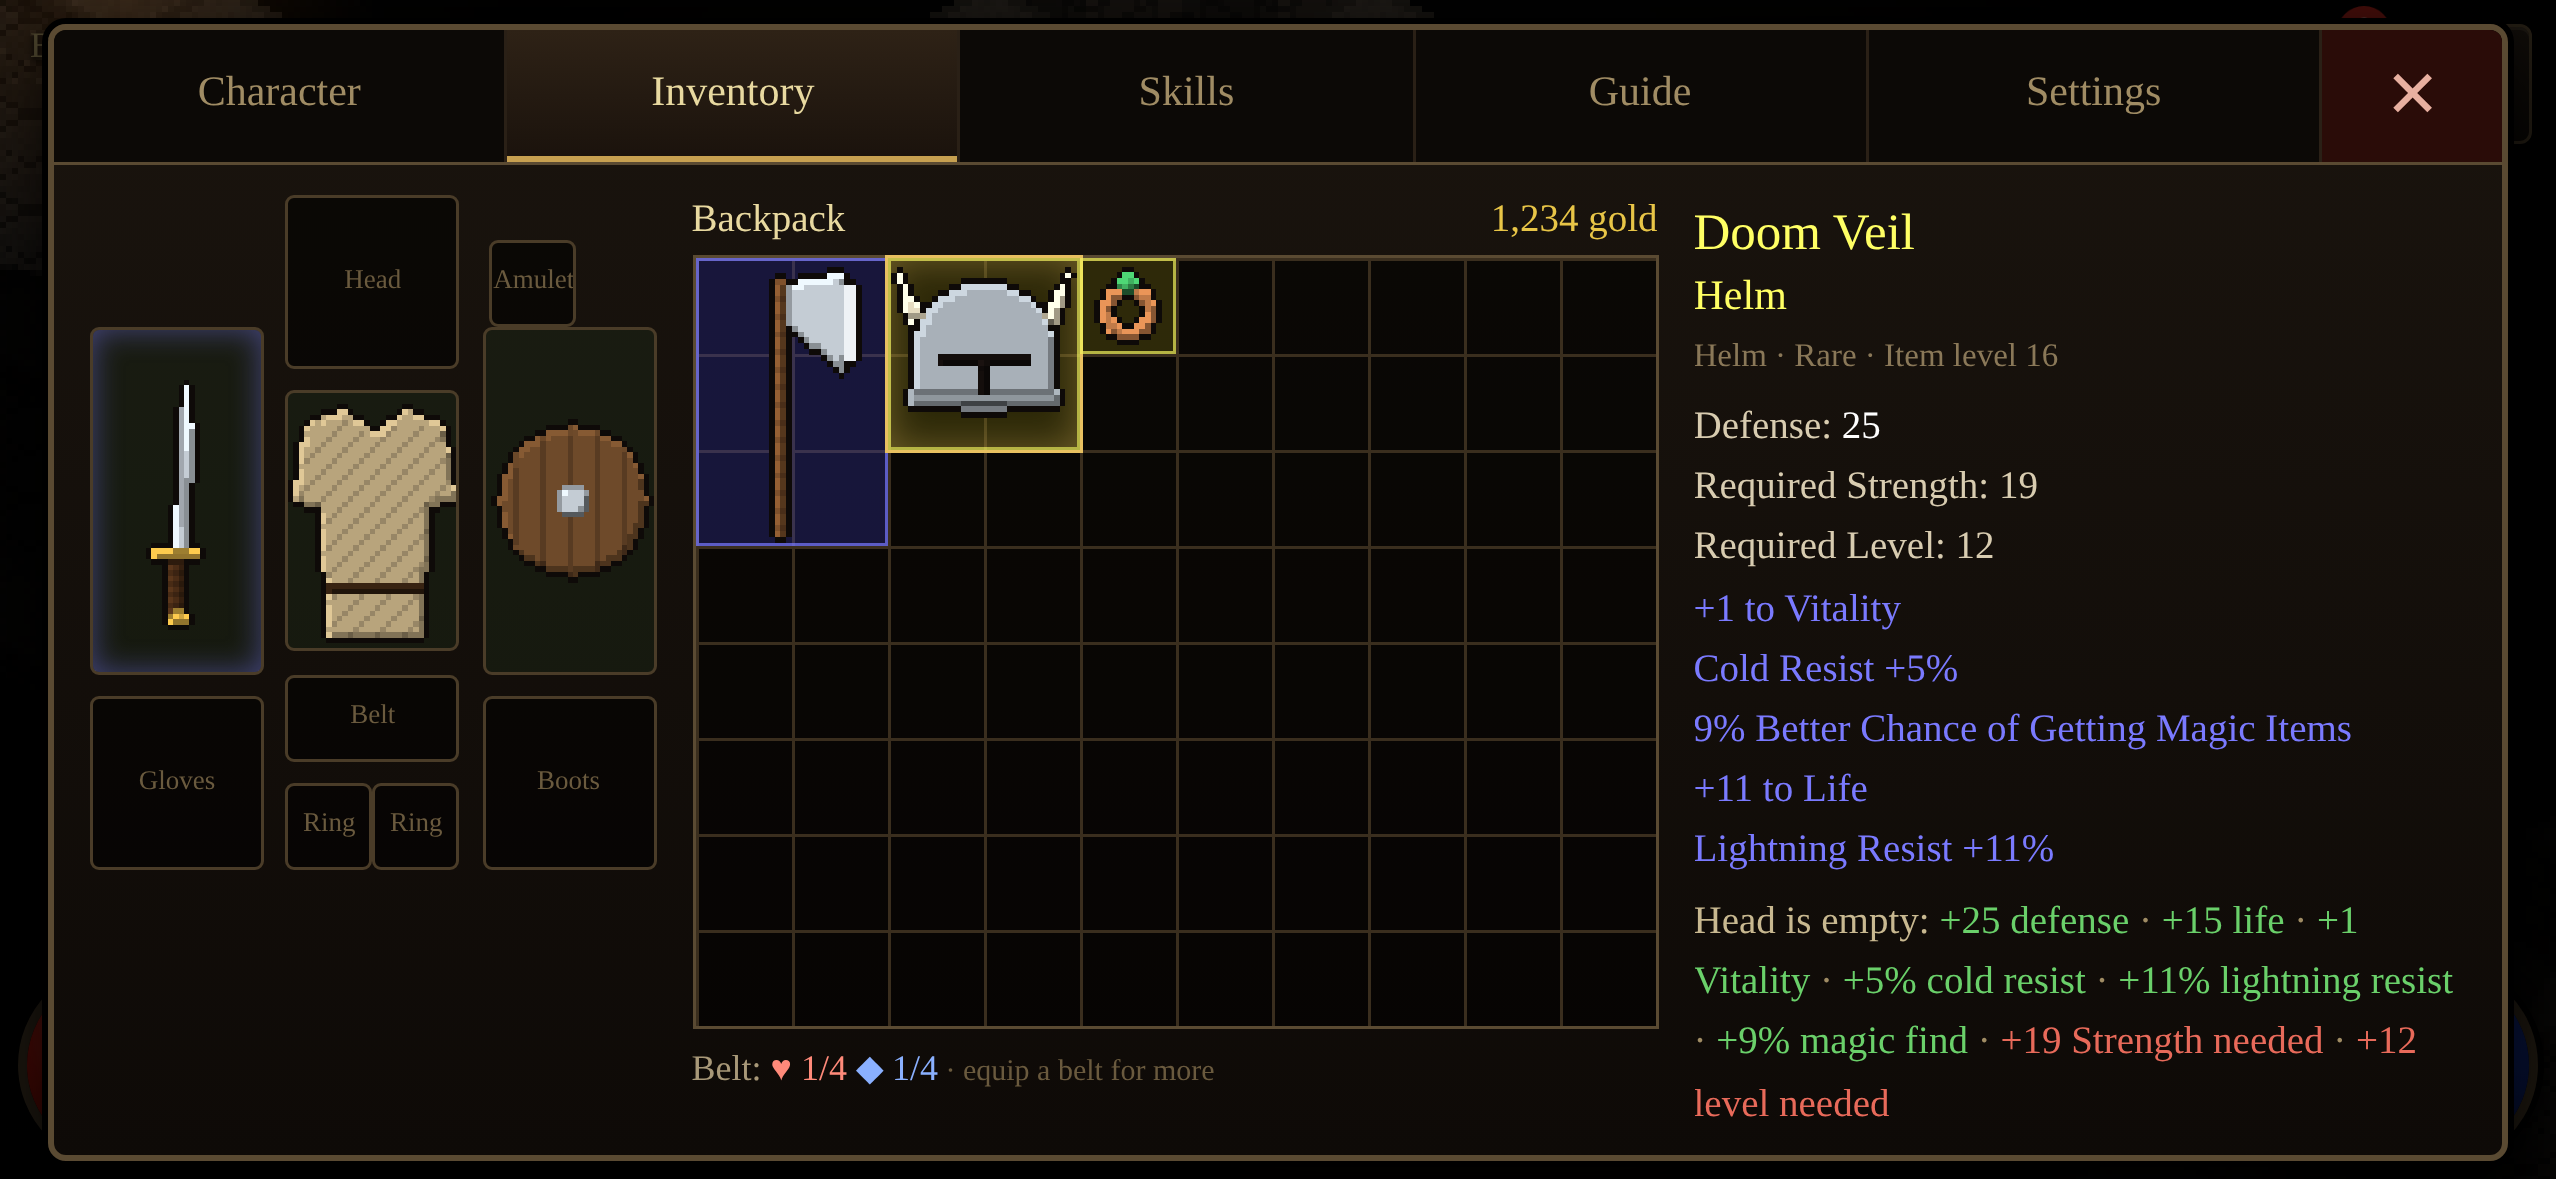 Character
Inventory
Skills
Guide
Settings
✕
Head
Amulet
Gloves
Belt
Ring
Ring
Boots
Backpack
1,234 gold
Belt: ♥ 1/4 ◆ 1/4 · equip a belt for more
Doom Veil
Helm
Helm · Rare · Item level 16
Defense: 25
Required Strength: 19
Required Level: 12
+1 to Vitality
Cold Resist +5%
9% Better Chance of Getting Magic Items
+11 to Life
Lightning Resist +11%
Head is empty: +25 defense · +15 life · +1
Vitality · +5% cold resist · +11% lightning resist
· +9% magic find · +19 Strength needed · +12
level needed